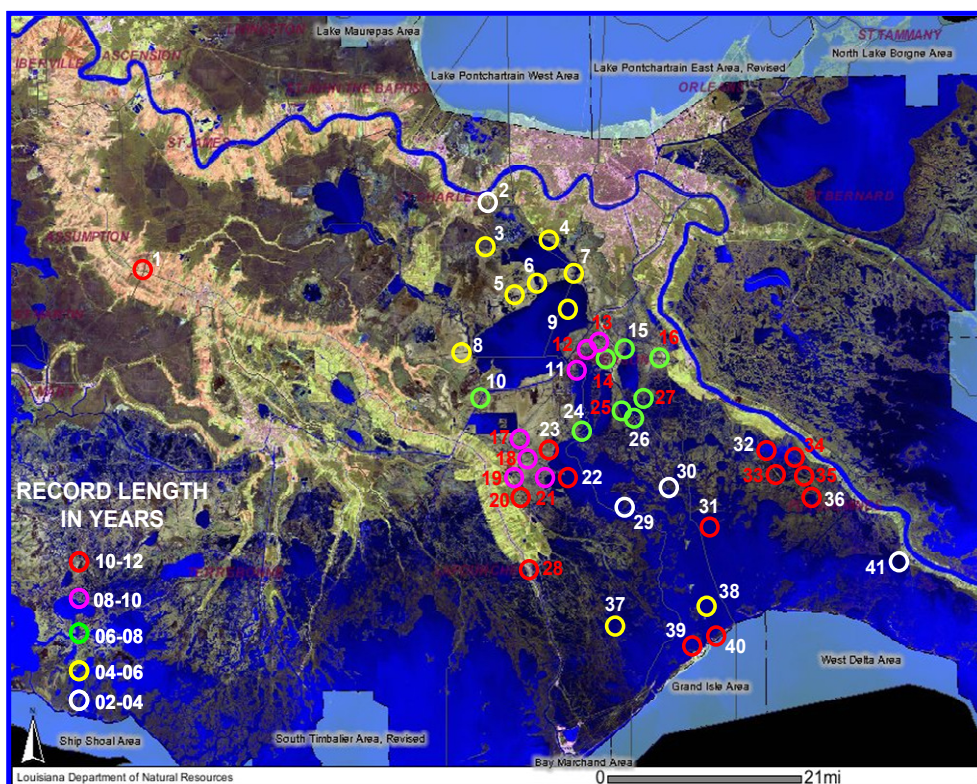 Lake Maurepas Area
LIVINGSTON
ST TAMMANY
ASCENSION
North Lake Borgne Area
IBERVILLE
Lake Pontchartrain West Area
Lake Pontchartrain East Area, Revised
ST JOHN THE BAPTIST
ORLEANS
ST JAMES
2
ST CHARLES
ST BERNARD
3
4
ASSUMPTION
1
7
6
5
9
13
12
15
16
8
11
14
10
27
25
24
26
17
23
32
34
18
30
33
35
19
21
22
RECORD LENGTH
IN YEARS
20
29
36
31
10-12
28
41
08-10
38
37
06-08
39
40
04-06
West Delta Area
Grand Isle Area
02-04
N
Ship Shoal Area
South Timbalier Area, Revised
Bay Marchand Area
Louisiana Department of Natural Resources
0
21mi